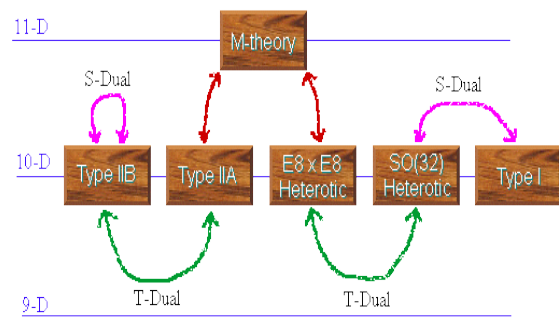 11-D
M-theory
S-Dual
S-Dual
10-D
Type IIB
Type IIA
E8 x E8
Heterotic
SO(32)
Heterotic
Type I
T-Dual
T-Dual
9-D